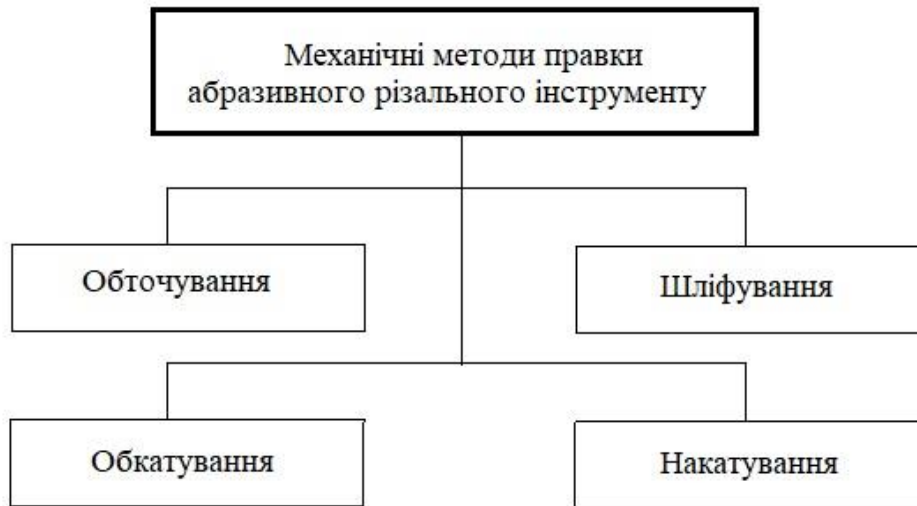 Механічні методи правки
абразивного різального інструменту
Обточування
Шліфування
Обкатування
Накатування